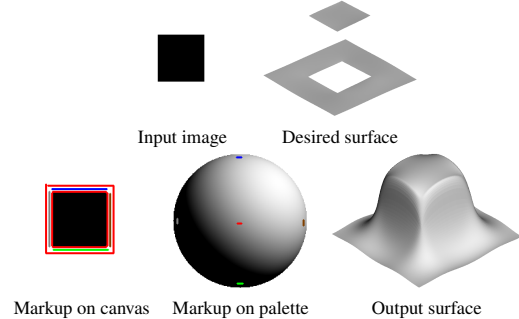 Input image
Desired surface
Markup on canvas
Markup on palette
Output surface